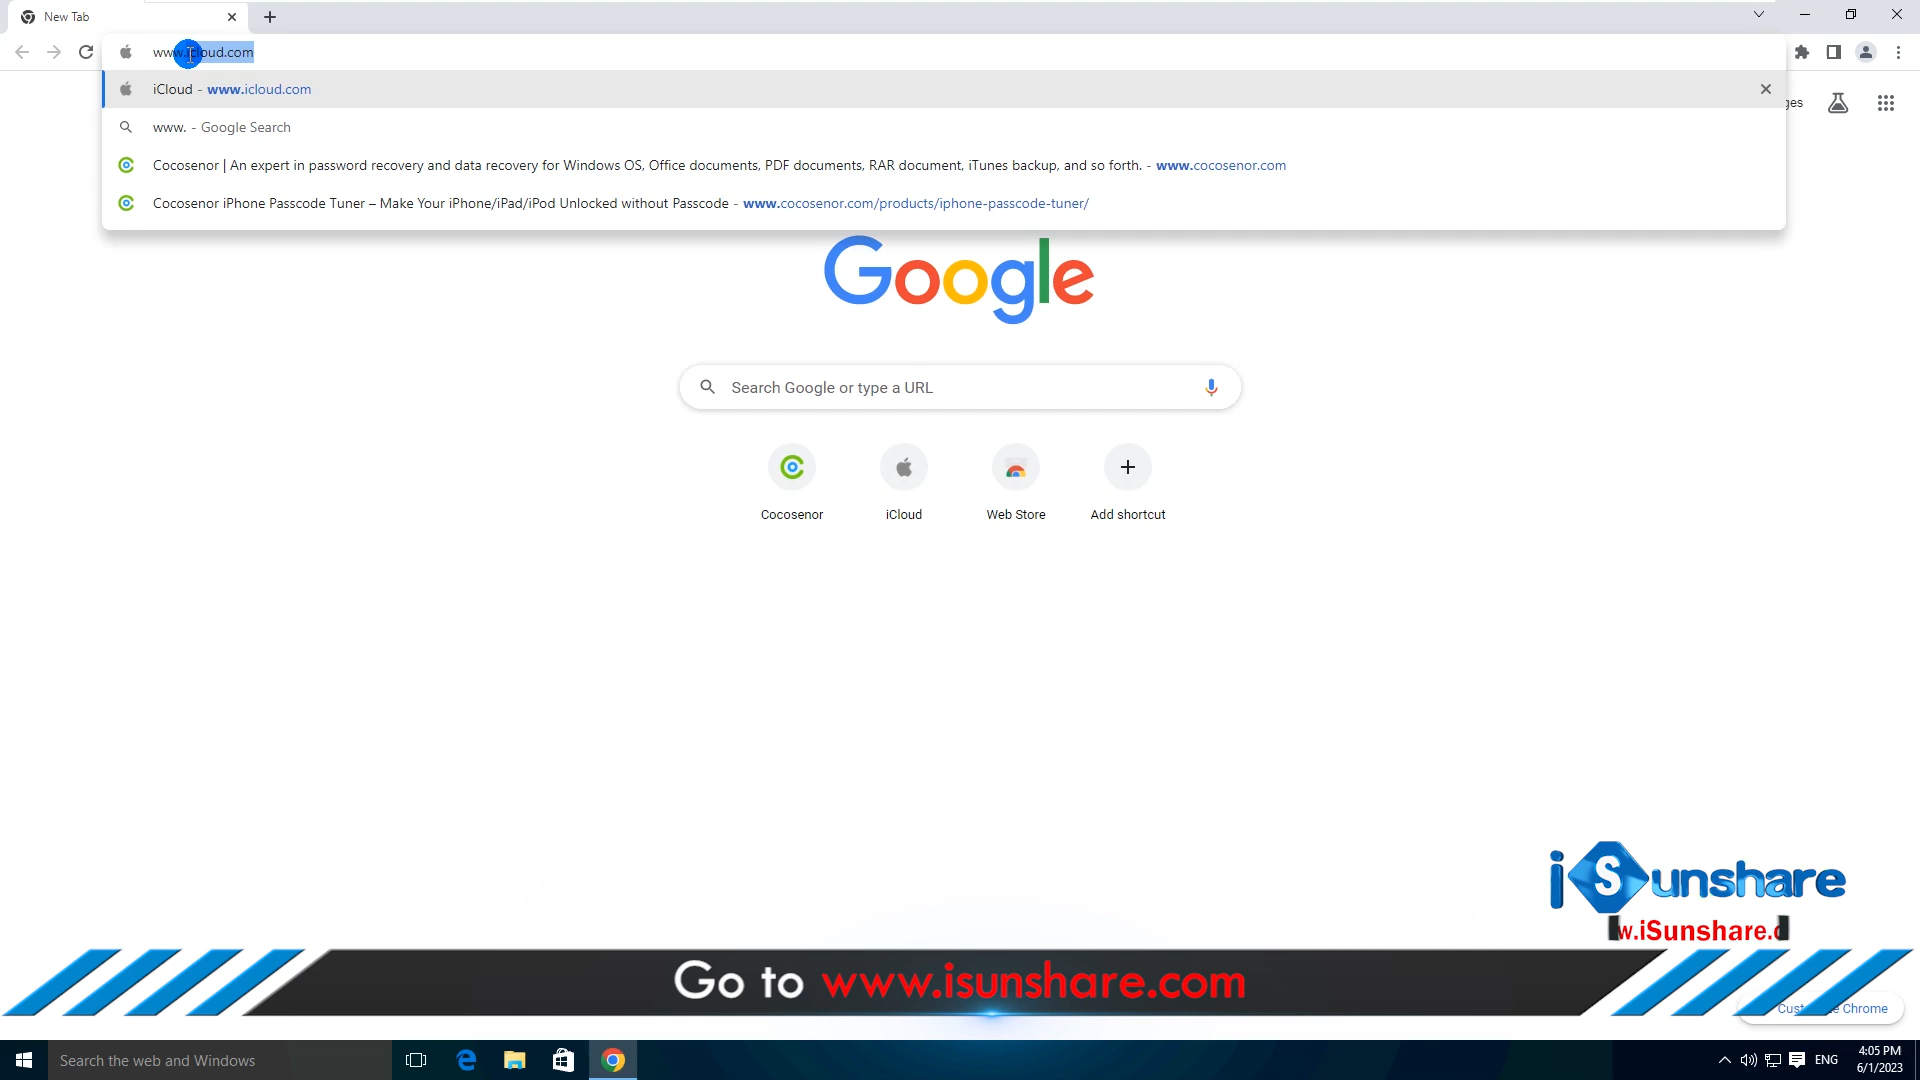 New Tab
www.icloud.com
iCloud - www.icloud.com
www. - Google Search
Cocosenor | An expert in password recovery and data recovery for Windows OS, Office documents, PDF documents, RAR document, iTunes backup, and so forth. - www.cocosenor.com
Cocosenor iPhone Passcode Tuner – Make Your iPhone/iPad/iPod Unlocked without Passcode - www.cocosenor.com/products/iphone-passcode-tuner/
Google
Search Google or type a URL
Cocosenor
iCloud
Web Store
Add shortcut
iSunshare
w.iSunshare.c
Go to www.isunshare.com
Chrome
Search the web and Windows
ENG
4:05 PM
6/1/2023